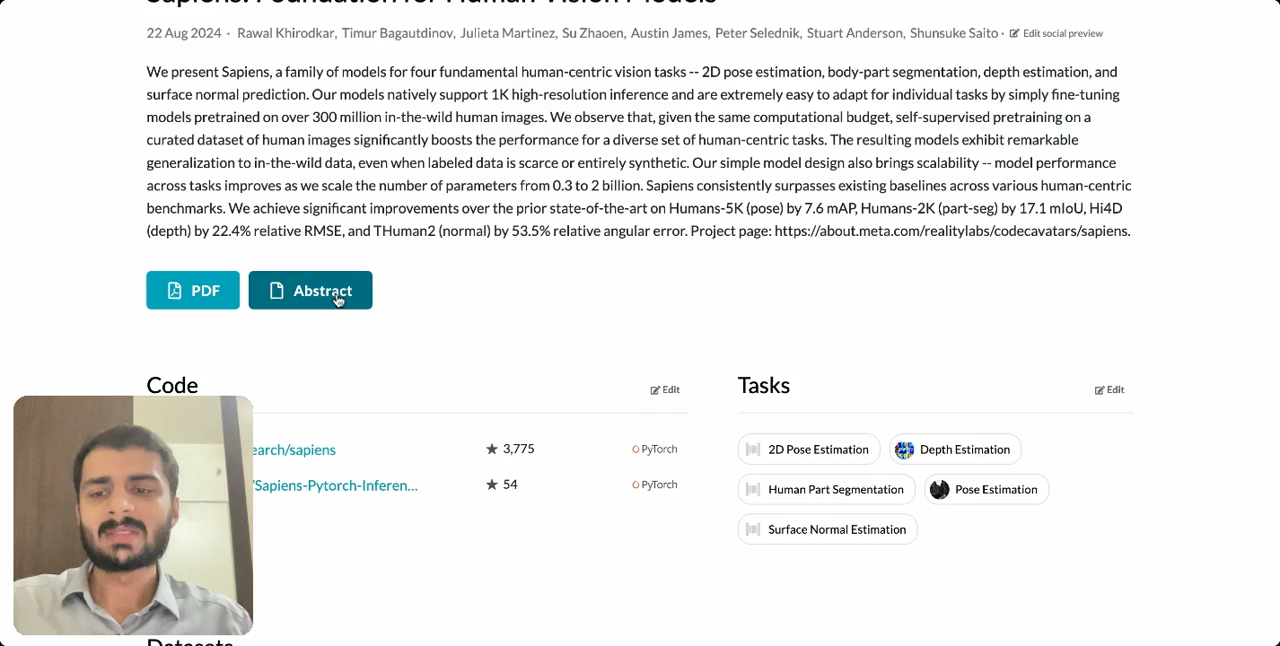 Sapiens: Foundation for Human Vision Models
22 Aug 2024 · Rawal Khirodkar, Timur Bagautdinov, Julieta Martinez, Su Zhaoen, Austin James, Peter Selednik, Stuart Anderson, Shunsuke Saito · Edit social preview
We present Sapiens, a family of models for four fundamental human-centric vision tasks -- 2D pose estimation, body-part segmentation, depth estimation, and
surface normal prediction. Our models natively support 1K high-resolution inference and are extremely easy to adapt for individual tasks by simply fine-tuning
models pretrained on over 300 million in-the-wild human images. We observe that, given the same computational budget, self-supervised pretraining on a
curated dataset of human images significantly boosts the performance for a diverse set of human-centric tasks. The resulting models exhibit remarkable
generalization to in-the-wild data, even when labeled data is scarce or entirely synthetic. Our simple model design also brings scalability -- model performance
across tasks improves as we scale the number of parameters from 0.3 to 2 billion. Sapiens consistently surpasses existing baselines across various human-centric
benchmarks. We achieve significant improvements over the prior state-of-the-art on Humans-5K (pose) by 7.6 mAP, Humans-2K (part-seg) by 17.1 mIoU, Hi4D
(depth) by 22.4% relative RMSE, and THuman2 (normal) by 53.5% relative angular error. Project page: https://about.meta.com/realitylabs/codecavatars/sapiens.
PDF
Abstract
Code
Edit
earch/sapiens
3,775
PyTorch
/Sapiens-Pytorch-Inferen...
54
PyTorch
Tasks
Edit
2D Pose Estimation
Depth Estimation
Human Part Segmentation
Pose Estimation
Surface Normal Estimation
Datasets